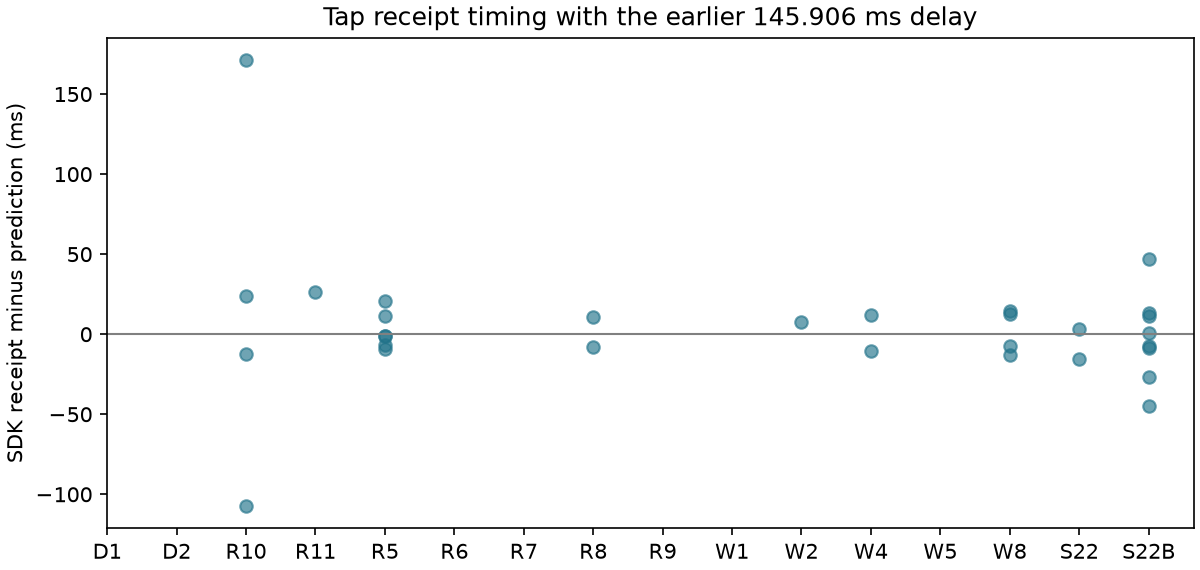 Tap receipt timing with the earlier 145.906 ms delay
SDK receipt minus prediction (ms)
150
100
50
0
−50
−100
D1 D2 R10 R11 R5 R6 R7 R8 R9 W1 W2 W4 W5 W8 S22 S22B